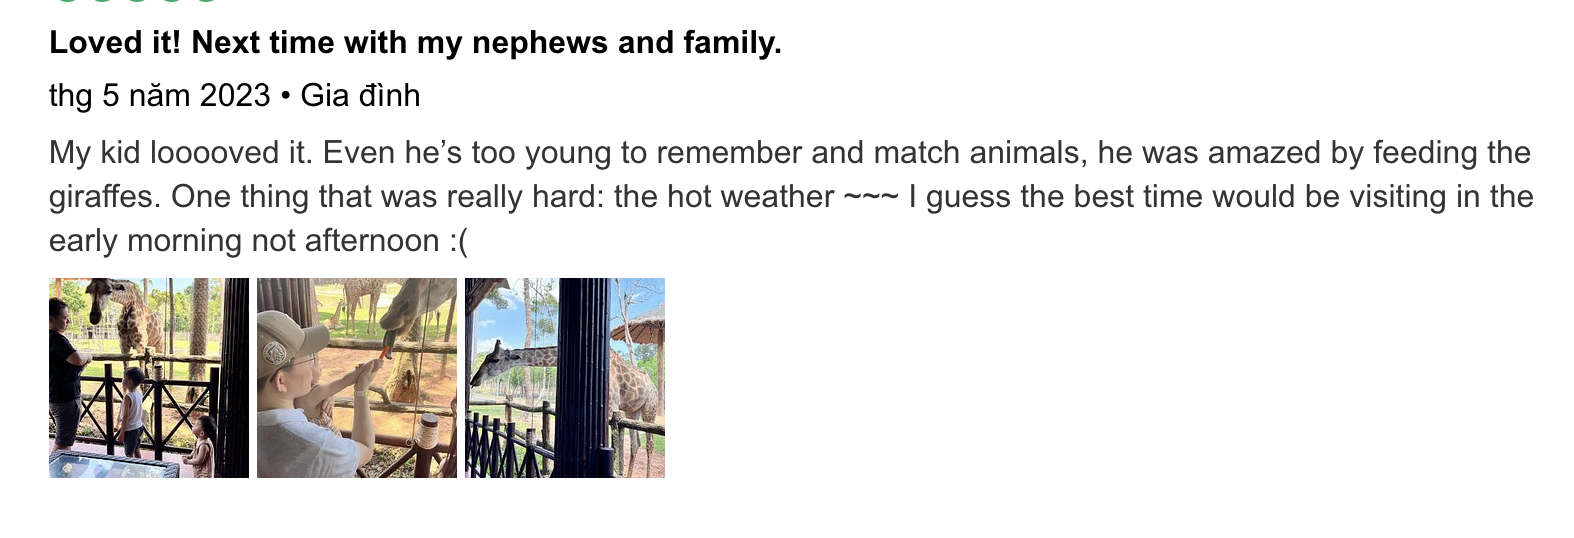 Loved it! Next time with my nephews and family.
thg 5 năm 2023 • Gia đình
My kid looooved it. Even he’s too young to remember and match animals, he was amazed by feeding the
giraffes. One thing that was really hard: the hot weather ~~~ I guess the best time would be visiting in the
early morning not afternoon :(